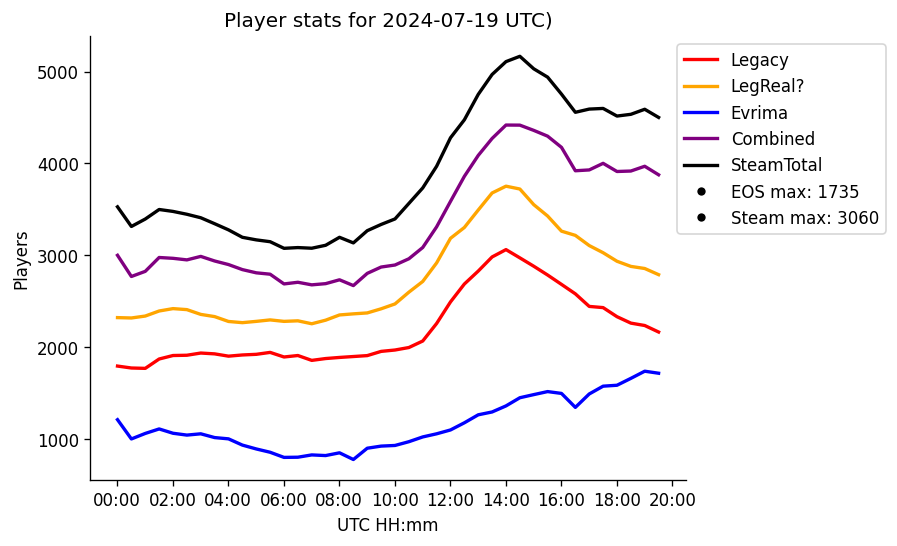 Player stats for 2024-07-19 UTC)
Players
5000
4000
3000
2000
1000
00:00 02:00 04:00 06:00 08:00 10:00 12:00 14:00 16:00 18:00 20:00
UTC HH:mm
Legacy
LegReal?
Evrima
Combined
SteamTotal
EOS max: 1735
Steam max: 3060